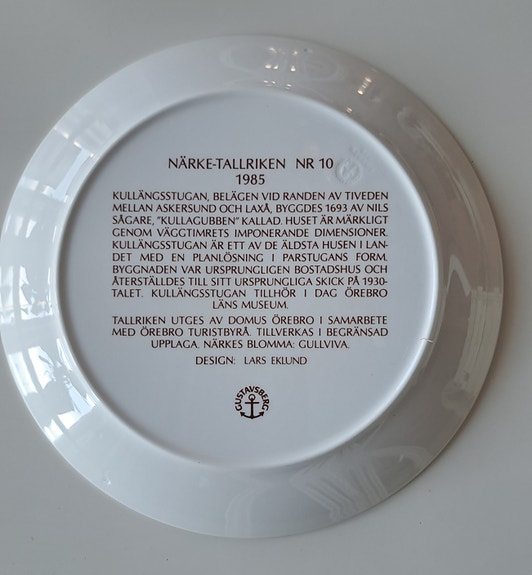 NÄRKE-TALLRIKEN NR 10
1985
KULLÄNGSSTUGAN, BELÄGEN VID RANDEN AV TIVEDEN
MELLAN ASKERSUND OCH LAXÅ, BYGGDES 1693 AV NILS
SÅGARE, "KULLAGUBBEN" KALLAD. HUSET ÄR MÄRKLIGT
GENOM VÄGGTIMRETS IMPONERANDE DIMENSIONER.
KULLÄNGSSTUGAN ÄR ETT AV DE ÄLDSTA HUSEN I LAN-
DET MED EN PLANLÖSNING I PARSTUGANS FORM.
BYGGNADEN VAR URSPRUNGLIGEN BOSTADSHUS OCH
ÅTERSTÄLLDES TILL SITT URSPRUNGLIGA SKICK PÅ 1930-
TALET. KULLÄNGSSTUGAN TILLHÖR I DAG ÖREBRO
LÄNS MUSEUM.
TALLRIKEN UTGES AV DOMUS ÖREBRO I SAMARBETE
MED ÖREBRO TURISTBYRÅ. TILLVERKAS I BEGRÄNSAD
UPPLAGA. NÄRKES BLOMMA: GULLVIVA.
DESIGN: LARS EKLUND
GUSTAVSBERG